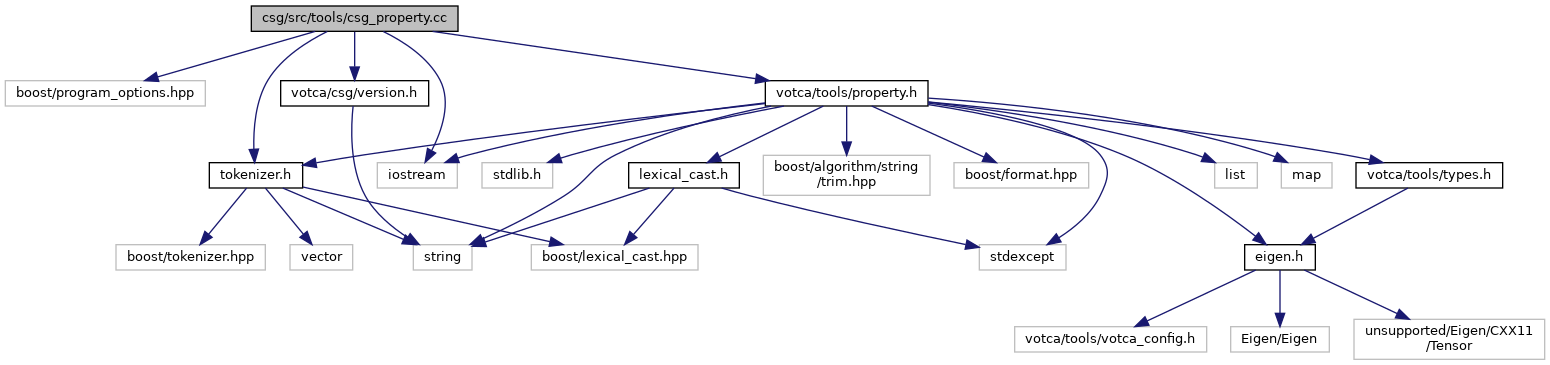 csg/src/tools/csg_property.cc
boost/program_options.hpp
votca/csg/version.h
votca/tools/property.h
tokenizer.h
iostream
stdlib.h
lexical_cast.h
boost/algorithm/string
/trim.hpp
boost/format.hpp
list
map
votca/tools/types.h
boost/tokenizer.hpp
vector
string
boost/lexical_cast.hpp
stdexcept
eigen.h
votca/tools/votca_config.h
Eigen/Eigen
unsupported/Eigen/CXX11
/Tensor